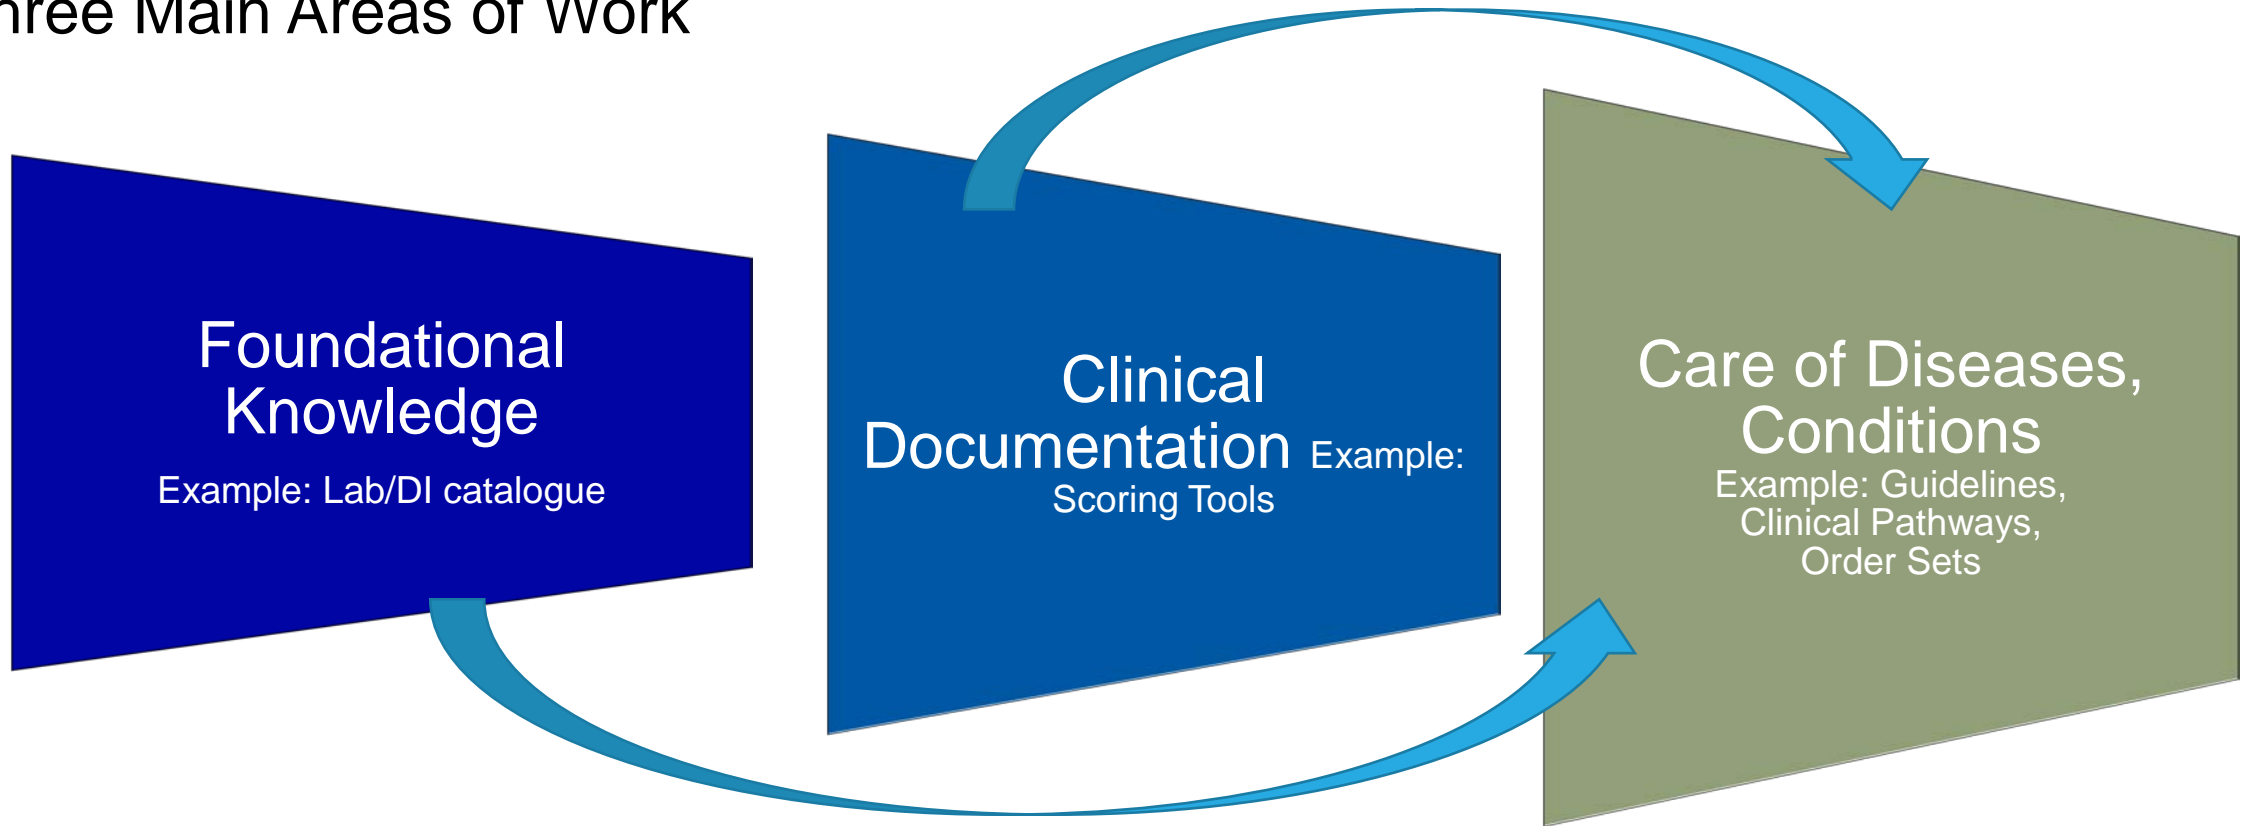 hree Main Areas of Work
Foundational
Knowledge
Example: Lab/DI catalogue
Clinical
Documentation Example:
Scoring Tools
Care of Diseases,
Conditions
Example: Guidelines,
Clinical Pathways,
Order Sets